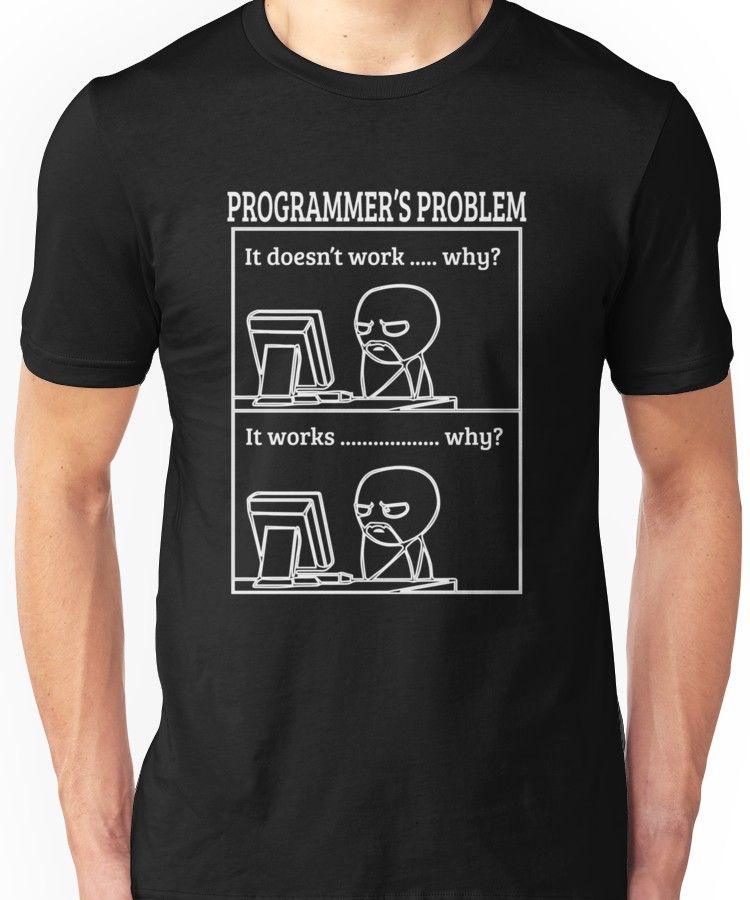 PROGRAMMER'S PROBLEM
It doesn't work ..... why?
It works ................... why?